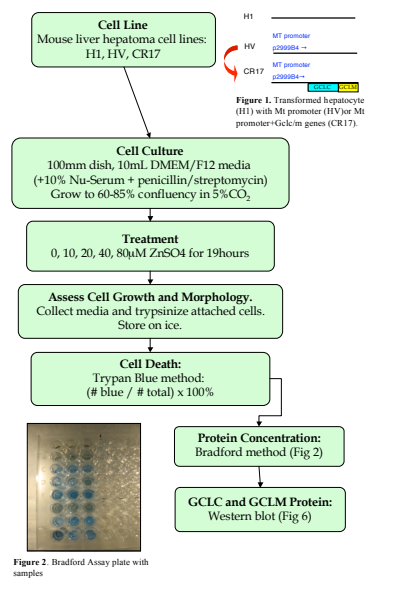 Cell Line
Mouse liver hepatoma cell lines:
H1, HV, CR17
H1
MT promoter
HV
p2999B4 →
MT promoter
CR17
p2999B4→
GCLC
GCLM
Figure 1. Transformed hepatocyte
(H1) with Mt promoter (HV)or Mt
promoter+Gclc/m genes (CR17).
Cell Culture
100mm dish, 10mL DMEM/F12 media
(+10% Nu-Serum + penicillin/streptomycin)
Grow to 60-85% confluency in 5%CO₂
Treatment
0, 10, 20, 40, 80µM ZnSO4 for 19hours
Assess Cell Growth and Morphology.
Collect media and trypsinize attached cells.
Store on ice.
Cell Death:
Trypan Blue method:
(# blue / # total) x 100%
Protein Concentration:
Bradford method (Fig 2)
GCLC and GCLM Protein:
Western blot (Fig 6)
Figure 2. Bradford Assay plate with
samples